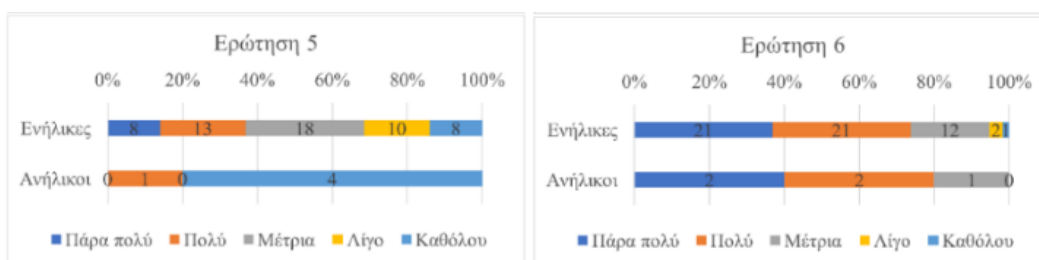 Ερώτηση 5
0% 20% 40% 60% 80% 100%
Ενήλικες 8 13 18 10 8
Ανήλικοι 0 1 0 4
Πάρα πολύ Πολύ Μέτρια Λίγο Καθόλου
Ερώτηση 6
0% 20% 40% 60% 80% 100%
Ενήλικες 21 21 12 2
Ανήλικοι 2 2 1 0
Πάρα πολύ Πολύ Μέτρια Λίγο Καθόλου